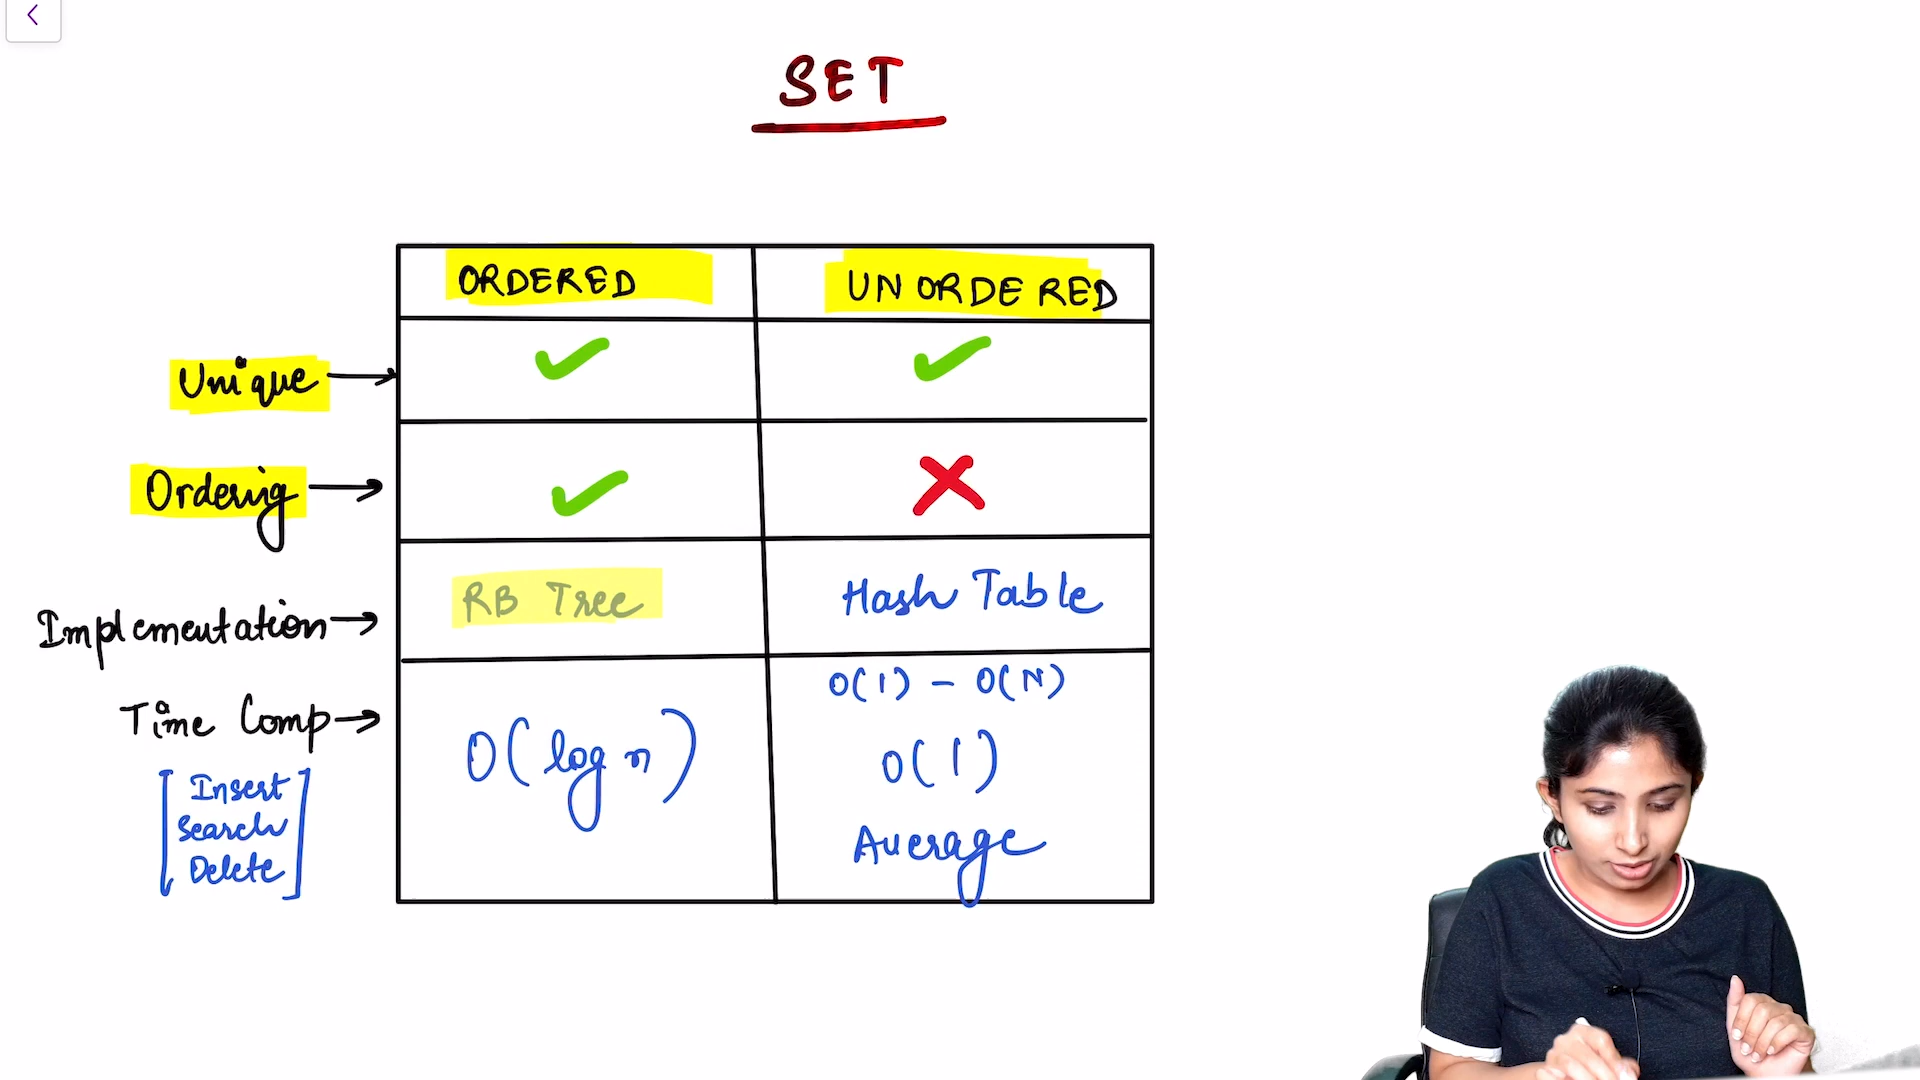 SET
ORDERED UNORDERED
Unique
Ordering
Implementation RB Tree Hash Table
O(1) - O(N)
Time Comp O(log n) O(1)
Insert
Search
Delete
Average